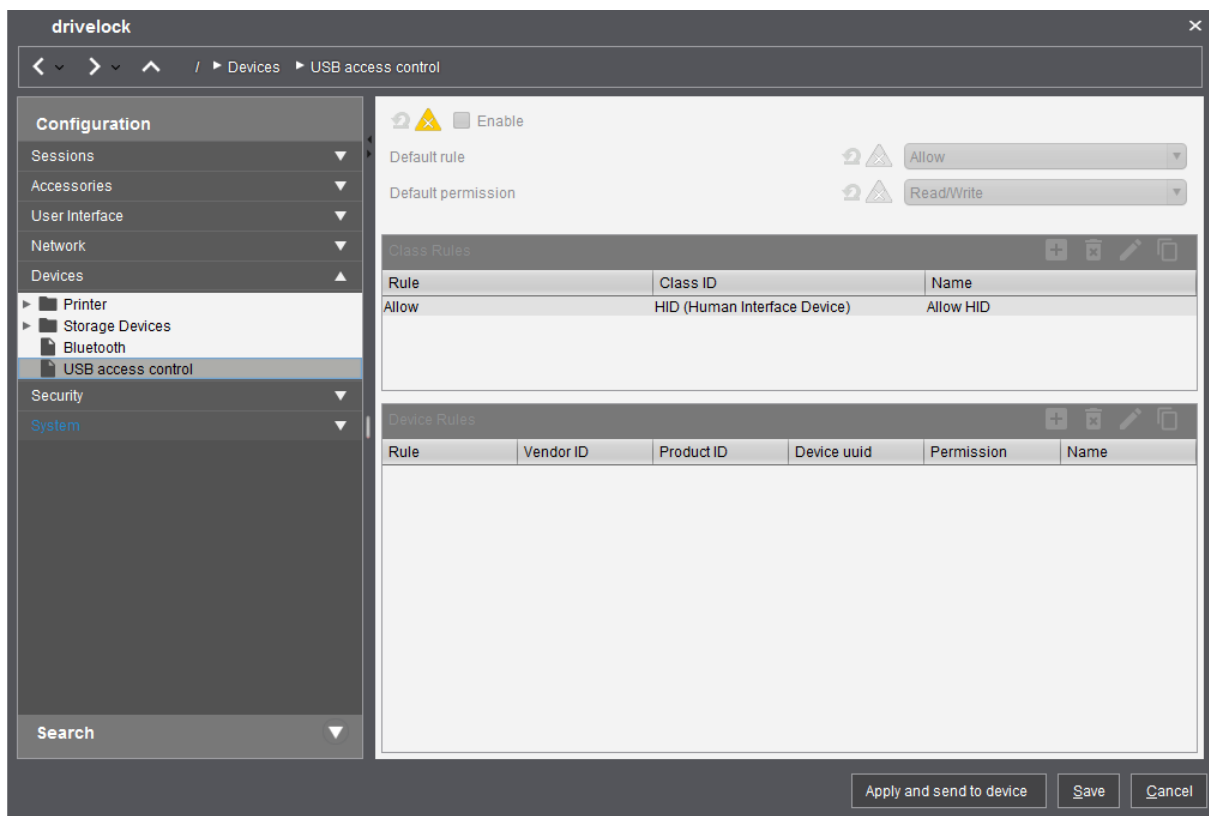 drivelock
/ Devices USB access control
Configuration
Sessions
Accessories
User Interface
Network
Devices
Printer
Storage Devices
Bluetooth
USB access control
Security
System
Search
Enable
Default rule Allow
Default permission Read/Write
Class Rules
Rule Class ID Name
Allow HID (Human Interface Device) Allow HID
Device Rules
Rule Vendor ID Product ID Device uuid Permission Name
Apply and send to device Save Cancel